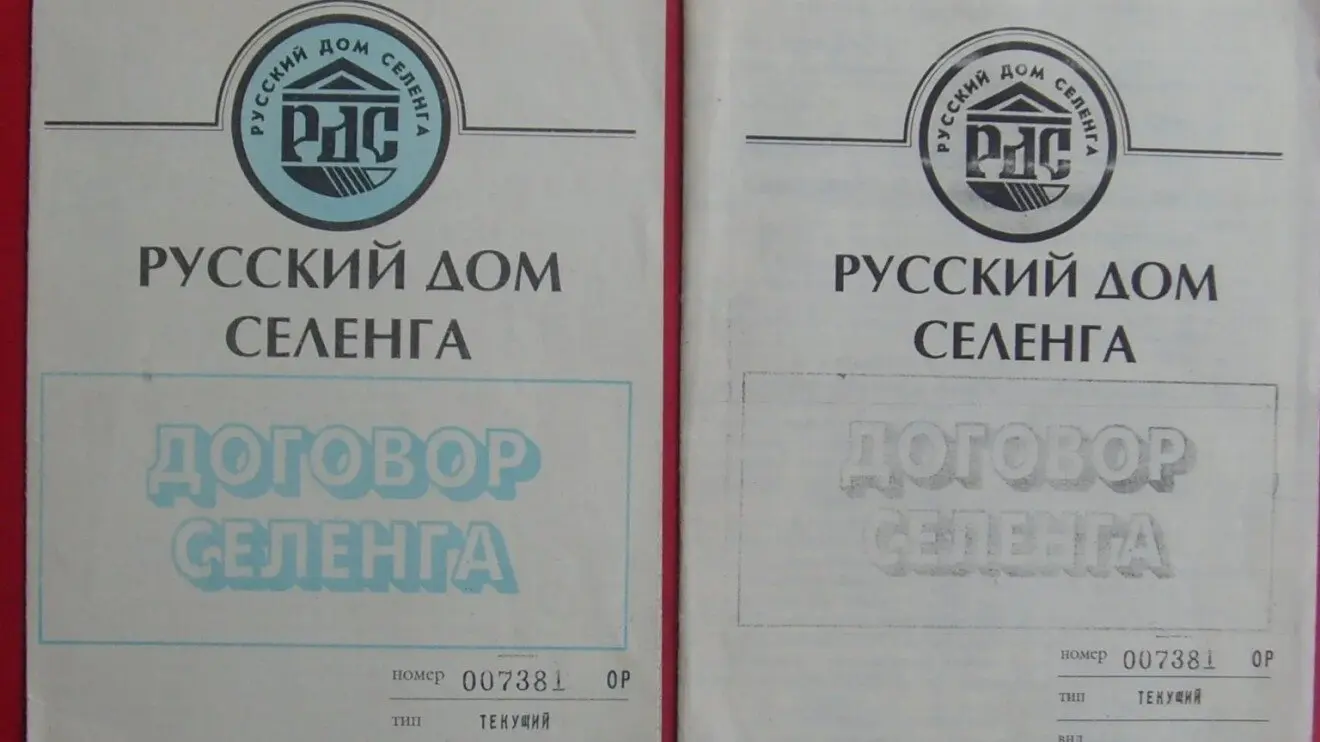 РУССКИЙ ДОМ СЕЛЕНГА
РДС
РУССКИЙ ДОМ
СЕЛЕНГА
ДОГОВОР
СЕЛЕНГА
номер 007381 ОР
тип ТЕКУЩИЙ
РУССКИЙ ДОМ СЕЛЕНГА
РДС
РУССКИЙ ДОМ
СЕЛЕНГА
ДОГОВОР
СЕЛЕНГА
номер 007381 ОР
тип ТЕКУЩИЙ
вид